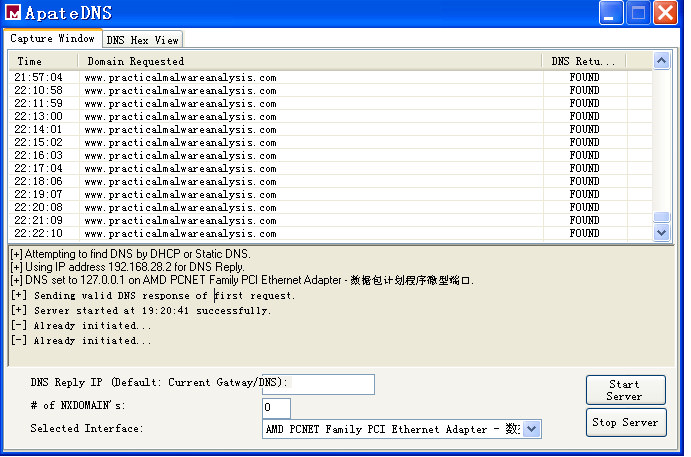 ApateDNS
Capture Window DNS Hex View
Time Domain Requested DNS Retu...
21:57:04 www.practicalmalwareanalysis.com FOUND
22:10:58 www.practicalmalwareanalysis.com FOUND
22:11:59 www.practicalmalwareanalysis.com FOUND
22:13:00 www.practicalmalwareanalysis.com FOUND
22:14:01 www.practicalmalwareanalysis.com FOUND
22:15:02 www.practicalmalwareanalysis.com FOUND
22:16:03 www.practicalmalwareanalysis.com FOUND
22:17:04 www.practicalmalwareanalysis.com FOUND
22:18:06 www.practicalmalwareanalysis.com FOUND
22:19:07 www.practicalmalwareanalysis.com FOUND
22:20:08 www.practicalmalwareanalysis.com FOUND
22:21:09 www.practicalmalwareanalysis.com FOUND
22:22:10 www.practicalmalwareanalysis.com FOUND
[+] Attempting to find DNS by DHCP or Static DNS.
[+] Using IP address 192.168.28.2 for DNS Reply.
[+] DNS set to 127.0.0.1 on AMD PCNET Family PCI Ethernet Adapter - 数据包计划程序微型端口.
[+] Sending valid DNS response of first request.
[+] Server started at 19:20:41 successfully.
[-] Already initiated...
[-] Already initiated...
DNS Reply IP (Default: Current Gatway/DNS):
# of NXDOMAIN's: 0
Selected Interface: AMD PCNET Family PCI Ethernet Adapter - 数
Start Server
Stop Server